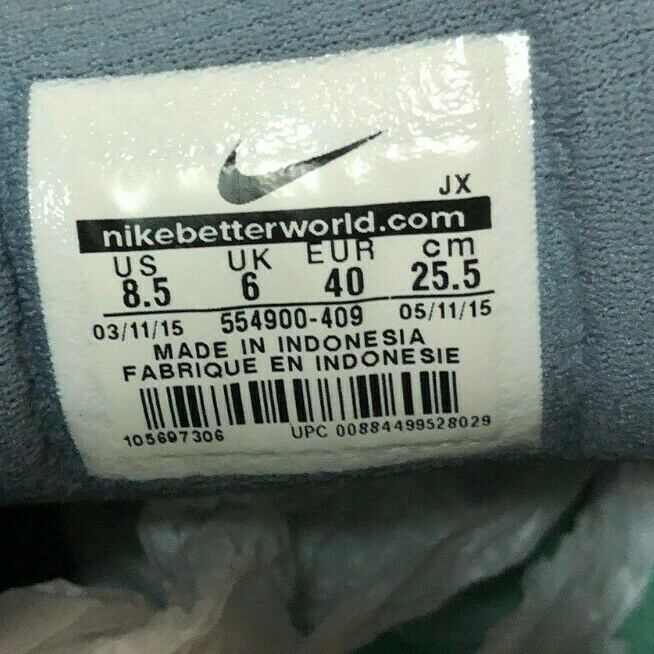 JX
nikebetterworld.com
US UK EUR cm
8.5 6 40 25.5
03/11/15 554900-409 05/11/15
MADE IN INDONESIA
FABRIQUE EN INDONESIE
105697306 UPC 00884499528029